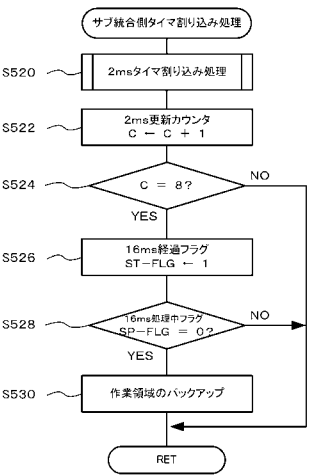 サブ統合側タイマ割り込み処理
S520
2msタイマ割り込み処理
S522
2ms更新カウンタ
C ← C + 1
S524
C = 8?
NO
YES
S526
16ms経過フラグ
ST-FLG ← 1
S528
16ms処理中フラグ
SP-FLG = 0?
NO
YES
S530
作業領域のバックアップ
RET